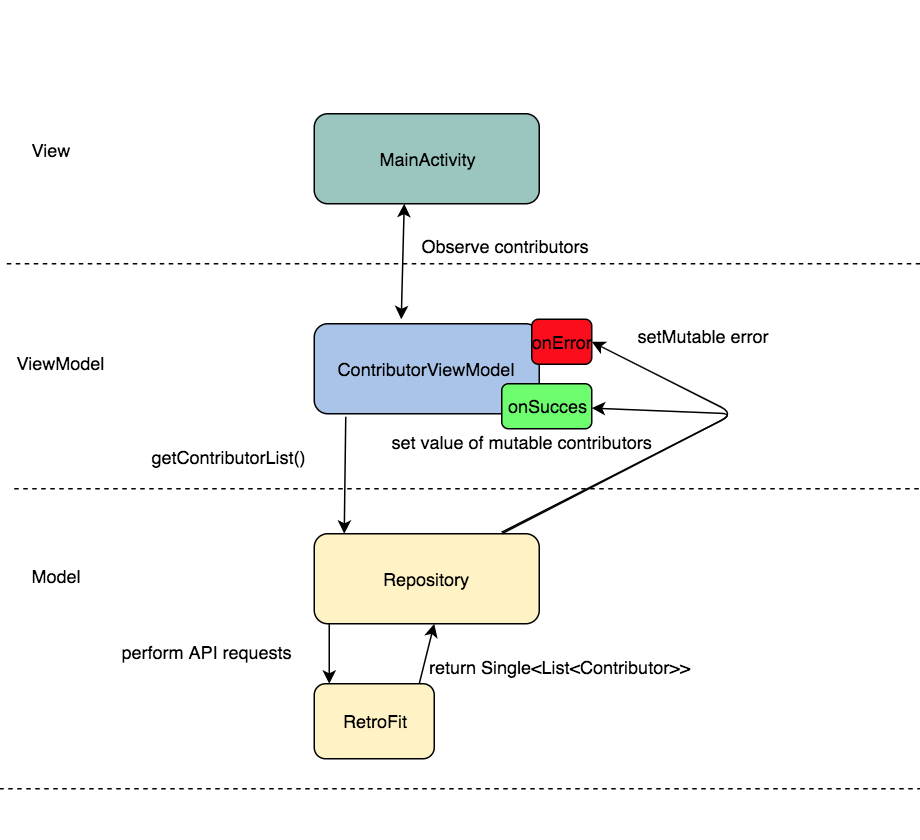 View
MainActivity
Observe contributors
ViewModel
ContributorViewModel
onError
setMutable error
onSucces
set value of mutable contributors
getContributorList()
Model
Repository
perform API requests
return Single<List<Contributor>>
RetroFit